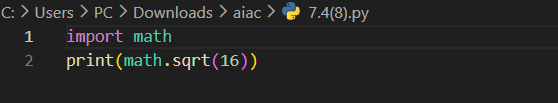 C: > Users > PC > Downloads > aiac > 7.4(8).py
1 import math
2 print(math.sqrt(16))